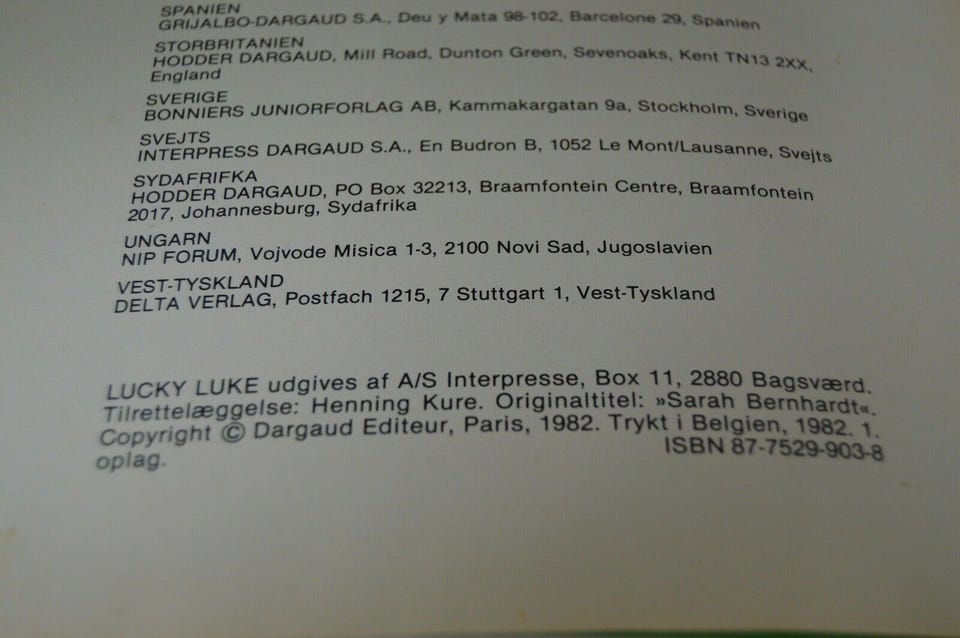 SPANIEN
GRIJALBO-DARGAUD S.A., Deu y Mata 98-102, Barcelone 29, Spanien
STORBRITANIEN
HODDER DARGAUD, Mill Road, Dunton Green, Sevenoaks, Kent TN13 2XX,
England
SVERIGE
BONNIERS JUNIORFORLAG AB, Kammakargatan 9a, Stockholm, Sverige
SVEJTS
INTERPRESS DARGAUD S.A., En Budron B, 1052 Le Mont/Lausanne, Svejts
SYDAFRIFKA
HODDER DARGAUD, PO Box 32213, Braamfontein Centre, Braamfontein
2017, Johannesburg, Sydafrika
UNGARN
NIP FORUM, Vojvode Misica 1-3, 2100 Novi Sad, Jugoslavien
VEST-TYSKLAND
DELTA VERLAG, Postfach 1215, 7 Stuttgart 1, Vest-Tyskland
LUCKY LUKE udgives af A/S Interpresse, Box 11, 2880 Bagsværd.
Tilrettelæggelse: Henning Kure. Originaltitel: »Sarah Bernhardt«.
Copyright © Dargaud Editeur, Paris, 1982. Trykt i Belgien, 1982. 1.
oplag. ISBN 87-7529-903-8